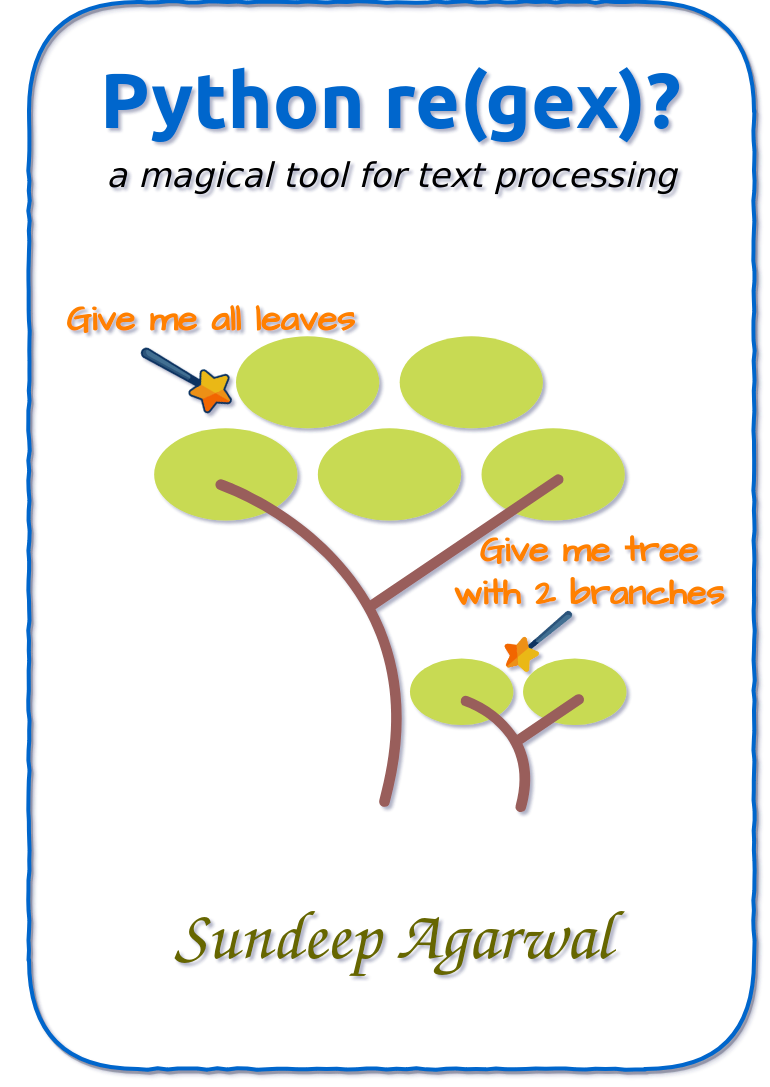 Python re(gex)?
a magical tool for text processing
Give me all leaves
Give me tree
with 2 branches
Sundeep Agarwal